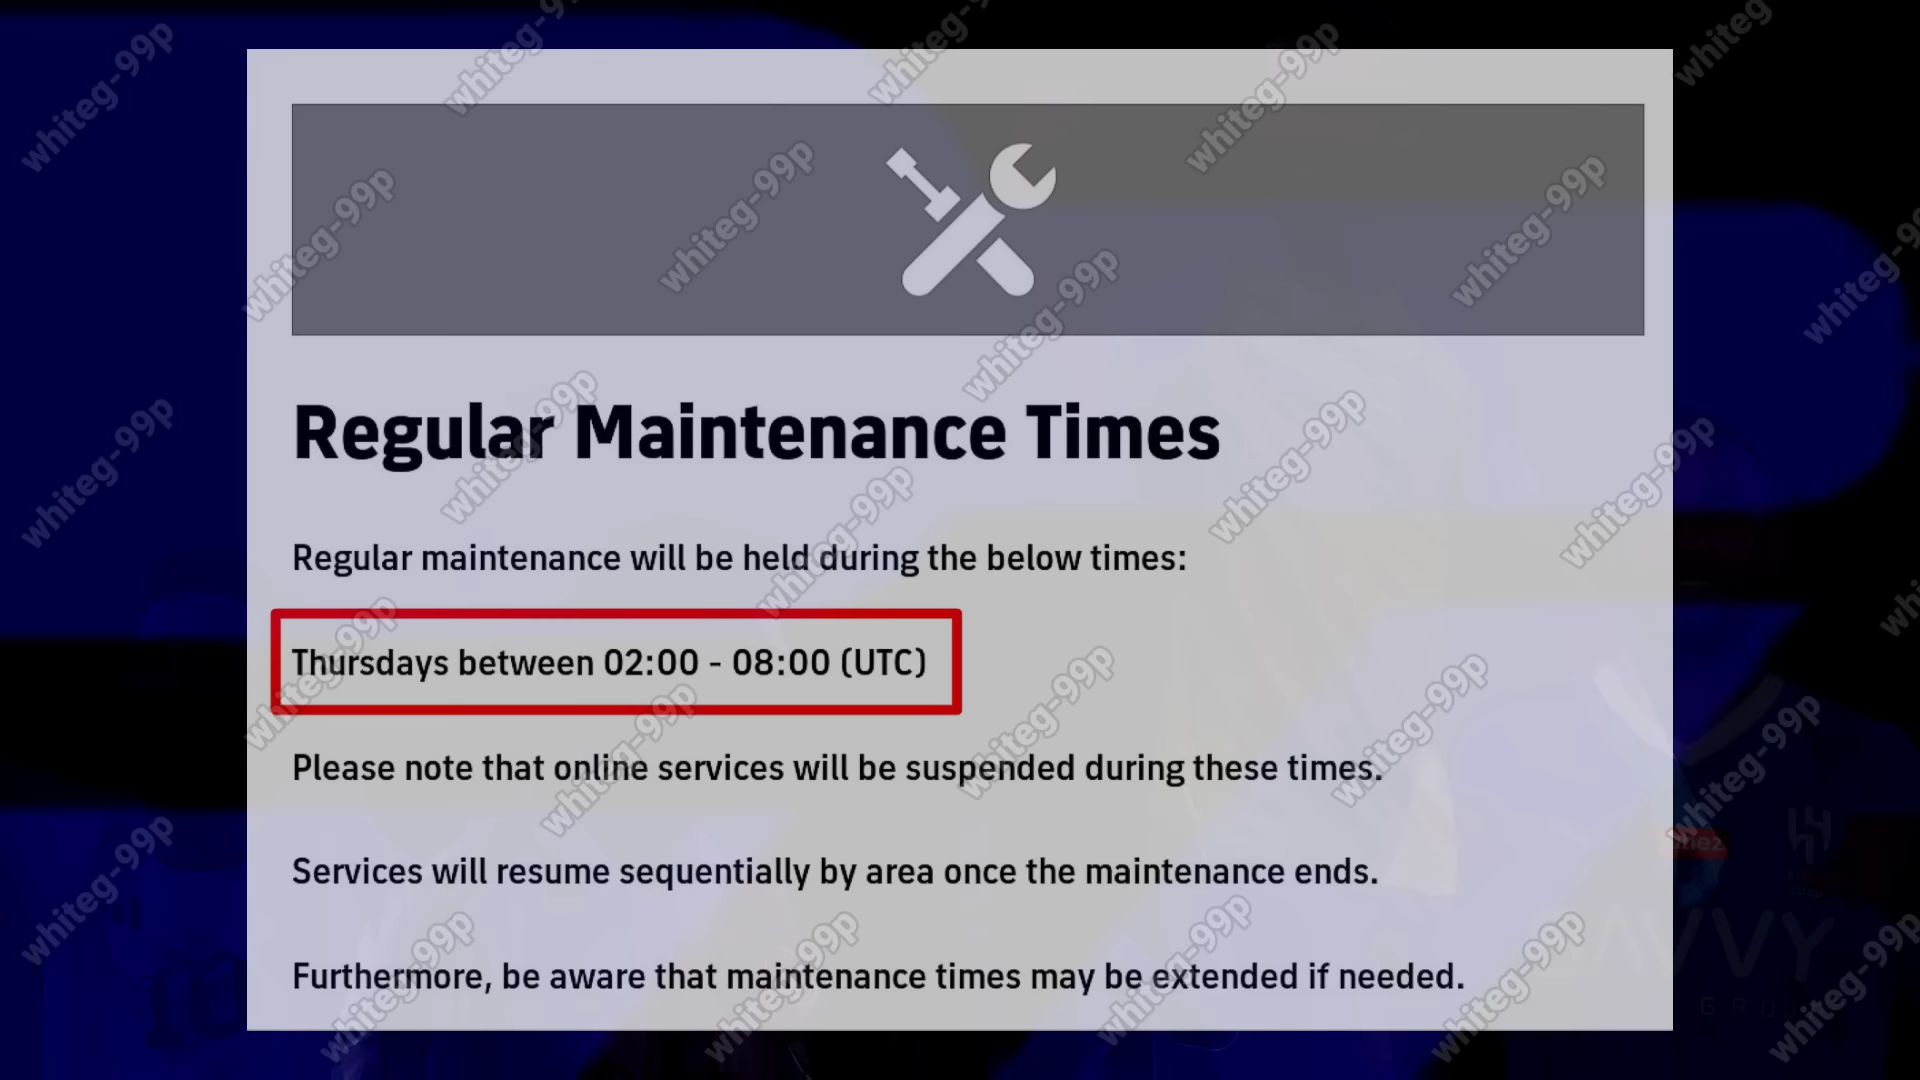 Regular Maintenance Times
Regular maintenance will be held during the below times:
Thursdays between 02:00 - 08:00 (UTC)
Please note that online services will be suspended during these times.
Services will resume sequentially by area once the maintenance ends.
Furthermore, be aware that maintenance times may be extended if needed.
whiteg-99p